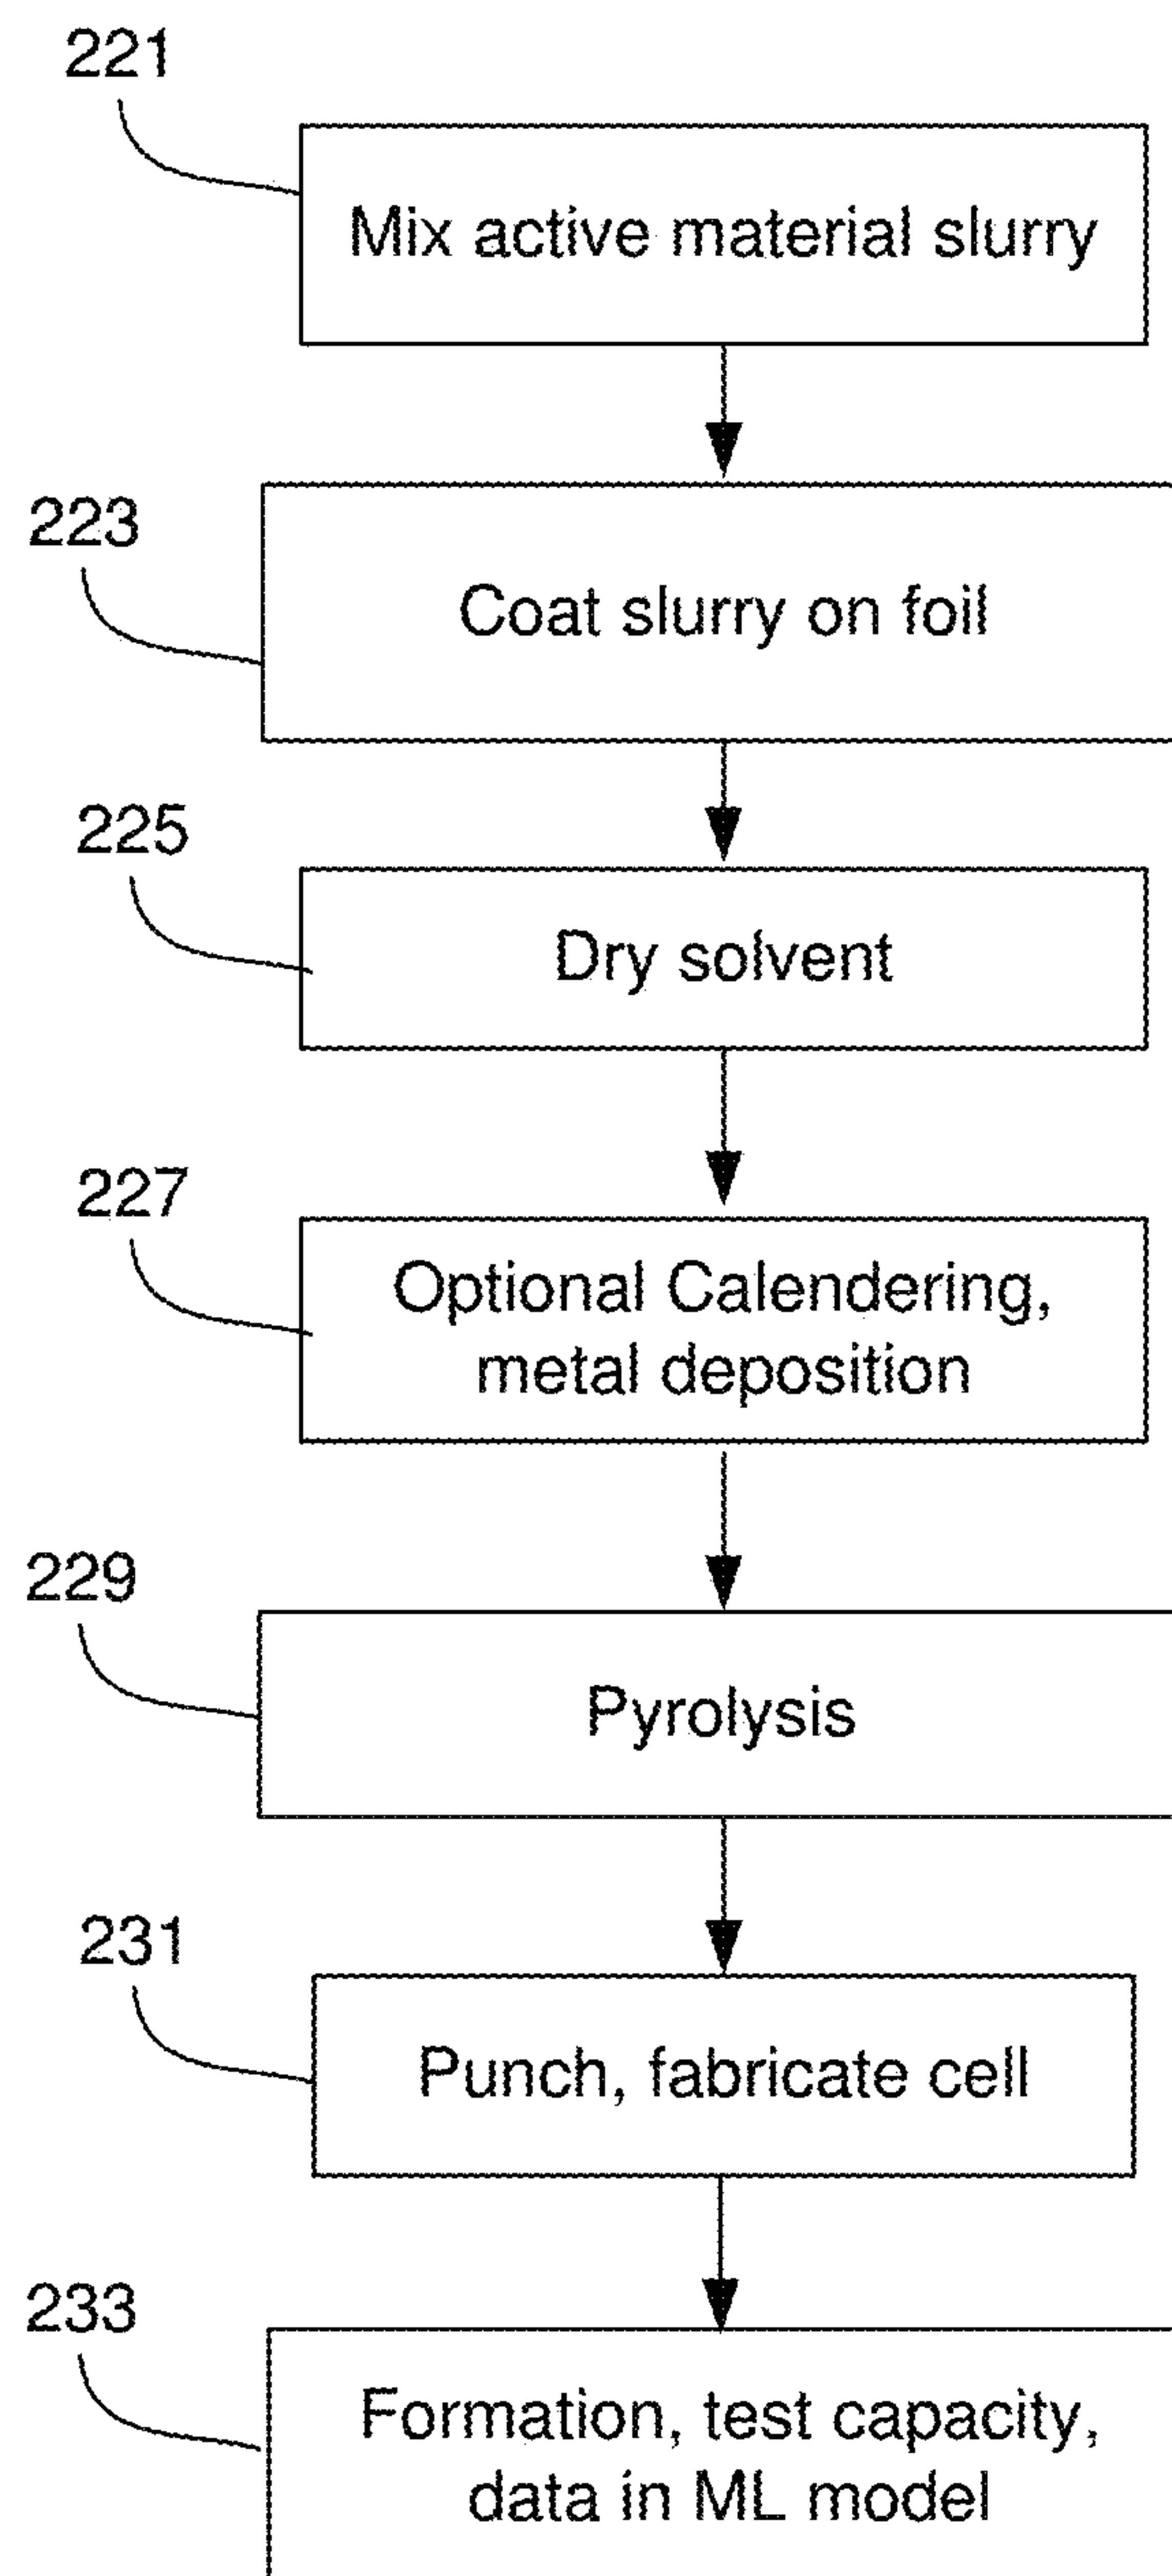 221
Mix active material slurry
223
Coat slurry on foil
225
Dry solvent
227
Optional Calendering,
metal deposition
229
Pyrolysis
231
Punch, fabricate cell
233
Formation, test capacity,
data in ML model